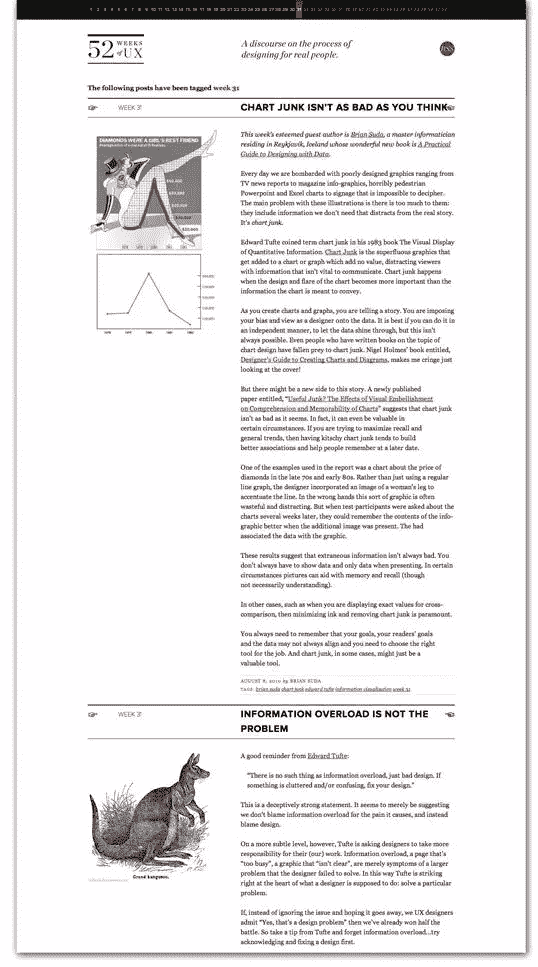 52 WEEKS of UX
A discourse on the process of
designing for real people.
The following posts have been tagged week 31
WEEK 31
CHART JUNK ISN'T AS BAD AS YOU THINK
DIAMONDS WERE A GIRL'S BEST FRIEND
This week's esteemed guest author is Brian Suda, a master informatician
residing in Reykjavik, Iceland whose wonderful new book is A Practical
Guide to Designing with Data.
Every day we are bombarded with poorly designed graphics ranging from
TV news reports to magazine info-graphics, horribly pedestrian
Powerpoint and Excel charts to signage that is impossible to decipher.
The main problem with these illustrations is there is too much to them:
they include information we don't need that distracts from the real story.
It's chart junk.
Edward Tufte coined term chart junk in his 1983 book The Visual Display
of Quantitative Information. Chart Junk is the superfluous graphics that
get added to a chart or graph which add no value, distracting viewers
with information that isn't vital to communicate. Chart junk happens
when the design and flare of the chart becomes more important than the
information the chart is meant to convey.
As you create charts and graphs, you are telling a story. You are imposing
your bias and view as a designer onto the data. It is best if you can do it in
an independent manner, to let the data shine through, but this isn't
always possible. Even people who have written books on the topic of
chart design have fallen prey to chart junk. Nigel Holmes' book entitled,
Designer's Guide to Creating Charts and Diagrams, makes me cringe just
looking at the cover!
But there might be a new side to this story. A newly published
paper entitled, "Useful Junk? The Effects of Visual Embellishment
on Comprehension and Memorability of Charts" suggests that chart junk
isn't as bad as it seems. In fact, it can even be valuable in
certain circumstances. If you are trying to maximize recall and
general trends, then having kitschy chart junk tends to build
better associations and help people remember at a later date.
One of the examples used in the report was a chart about the price of
diamonds in the late 70s and early 80s. Rather than just using a regular
line graph, the designer incorporated an image of a woman's leg to
accentuate the line. In the wrong hands this sort of graphic is often
wasteful and distracting. But when test participants were asked about the
charts several weeks later, they could remember the contents of the info-
graphic better when the additional image was present. The had
associated the data with the graphic.
These results suggest that extraneous information isn't always bad. You
don't always have to show data and only data when presenting. In certain
circumstances pictures can aid with memory and recall (though
not necessarily understanding).
In other cases, such as when you are displaying exact values for cross-
comparison, then minimizing ink and removing chart junk is paramount.
You always need to remember that your goals, your readers' goals
and the data may not always align and you need to choose the right
tool for the job. And chart junk, in some cases, might just be a
valuable tool.
AUGUST 8, 2010 by BRIAN SUDA
TAGS: brian suda chart junk edward tufte information visualization week 31
WEEK 31
INFORMATION OVERLOAD IS NOT THE
PROBLEM
A good reminder from Edward Tufte:
"There is no such thing as information overload, just bad design. If
something is cluttered and/or confusing, fix your design."
This is a deceptively strong statement. It seems to merely be suggesting
we don't blame information overload for the pain it causes, and instead
blame design.
On a more subtle level, however, Tufte is asking designers to take more
responsibility for their (our) work. Information overload, a page that's
"too busy", a graphic that "isn't clear", are merely symptoms of a larger
problem that the designer failed to solve. In this way Tufte is striking
right at the heart of what a designer is supposed to do: solve a particular
problem.
Grand kangaroo.
If, instead of ignoring the issue and hoping it goes away, we UX designers
admit "Yes, that's a design problem" then we've already won half the
battle. So take a tip from Tufte and forget information overload...try
acknowledging and fixing a design first.